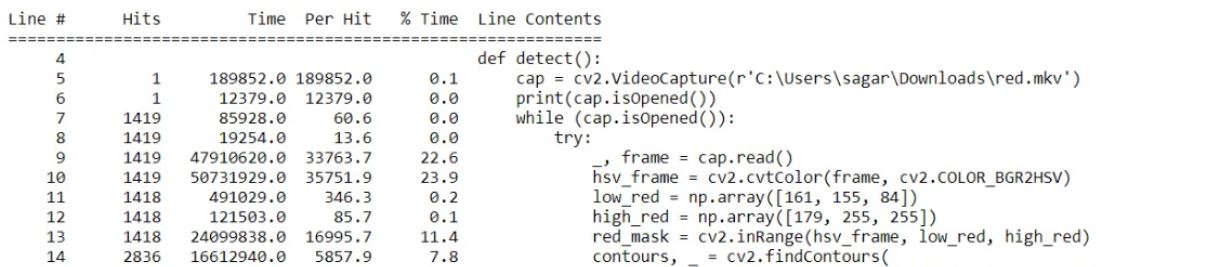 Line #      Hits         Time  Per Hit   % Time  Line Contents
==============================================================
     4                                           def detect():
     5         1     189852.0 189852.0      0.1      cap = cv2.VideoCapture(r'C:\Users\sagar\Downloads\red.mkv')
     6         1      12379.0  12379.0      0.0      print(cap.isOpened())
     7      1419      85928.0     60.6      0.0      while (cap.isOpened()):
     8      1419      19254.0     13.6      0.0          try:
     9      1419   47910620.0  33763.7     22.6              _, frame = cap.read()
    10      1419   50731929.0  35751.9     23.9              hsv_frame = cv2.cvtColor(frame, cv2.COLOR_BGR2HSV)
    11      1418     491029.0    346.3      0.2              low_red = np.array([161, 155, 84])
    12      1418     121503.0     85.7      0.1              high_red = np.array([179, 255, 255])
    13      1418   24099838.0  16995.7     11.4              red_mask = cv2.inRange(hsv_frame, low_red, high_red)
    14      2836   16612940.0   5857.9      7.8              contours, _ = cv2.findContours(